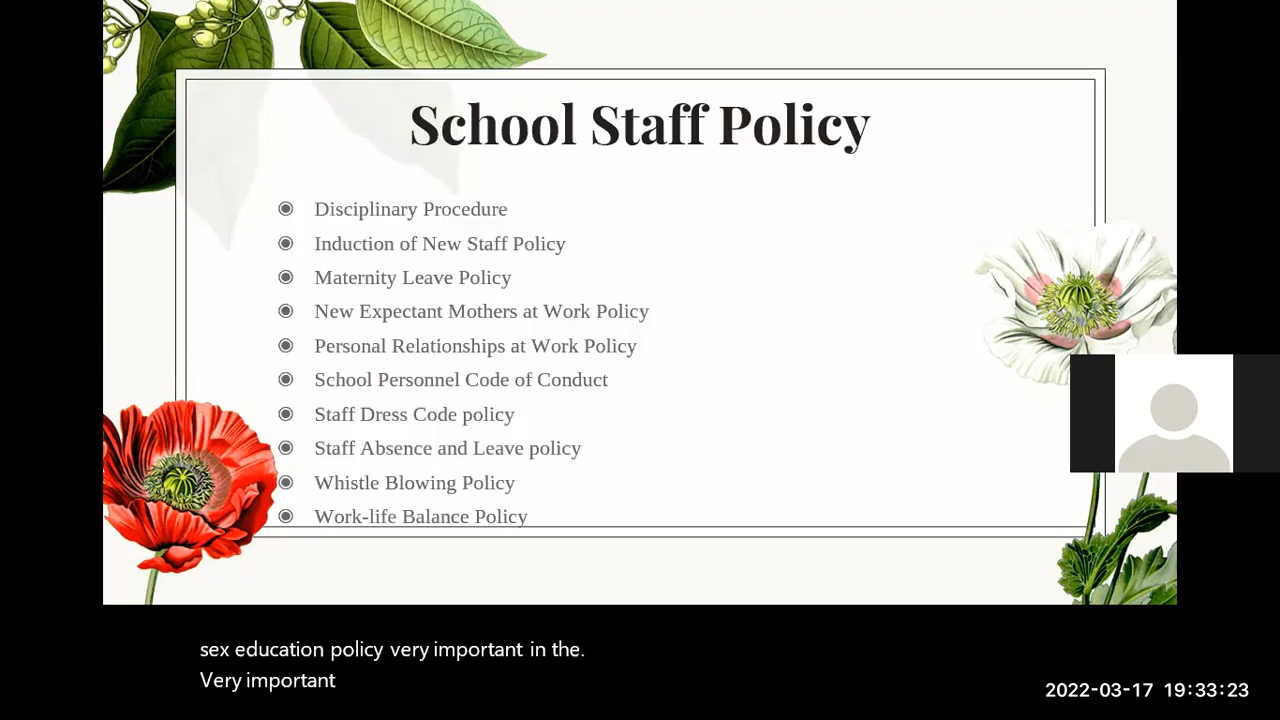 School Staff Policy
Disciplinary Procedure
Induction of New Staff Policy
Maternity Leave Policy
New Expectant Mothers at Work Policy
Personal Relationships at Work Policy
School Personnel Code of Conduct
Staff Dress Code policy
Staff Absence and Leave policy
Whistle Blowing Policy
Work-life Balance Policy
sex education policy very important in the.
Very important
2022-03-17 19:33:23